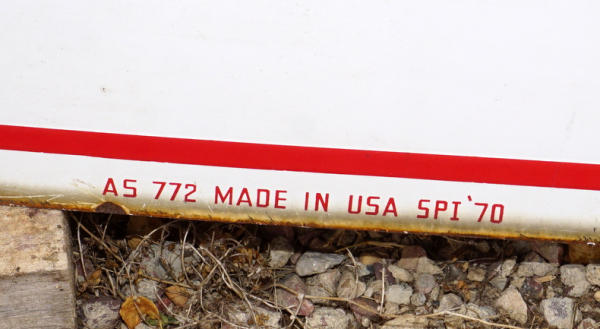 AS 772 MADE IN USA SPI '70